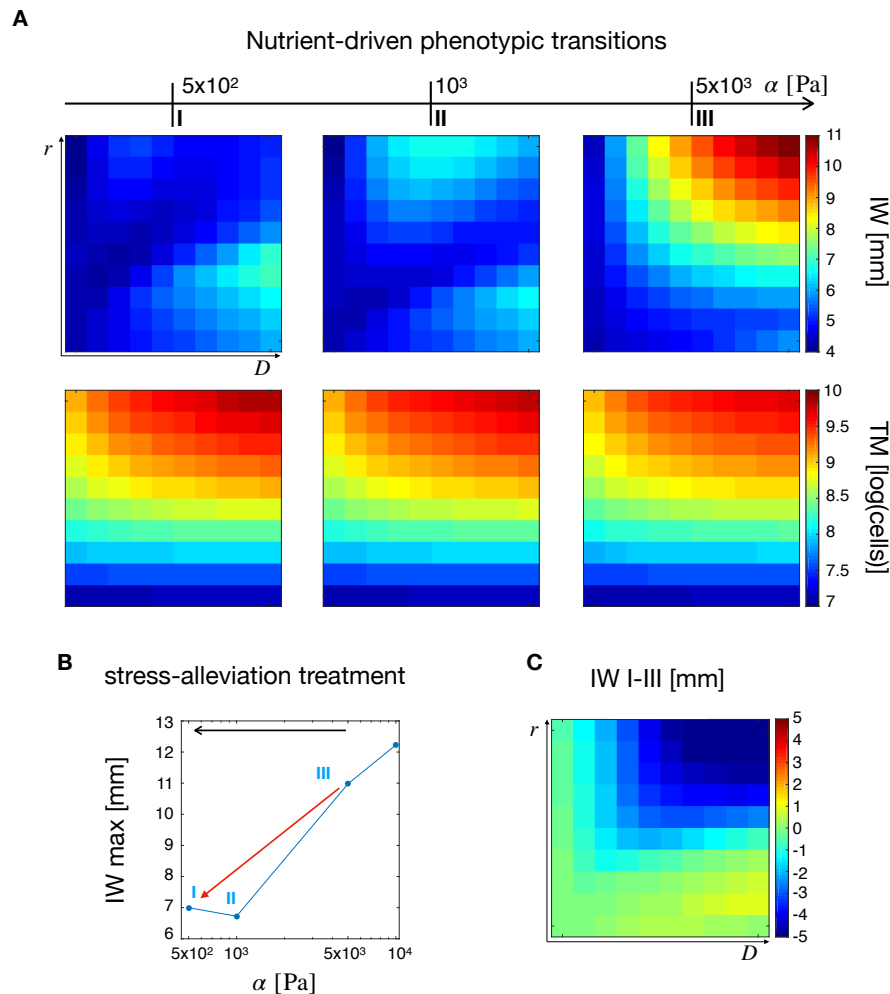 A
Nutrient-driven phenotypic transitions
5x10² 10³ 5x10³ α [Pa]
I II III
r
D
11
10
9
8
7
6
5
4
IW [mm]
10
9.5
9
8.5
8
7.5
7
TM [log(cells)]
B
stress-alleviation treatment
13
12
11
10
9
8
7
6
IW max [mm]
III
I
II
5x10² 10³ 5x10³ 10⁴
α [Pa]
C
IW I-III [mm]
r
D
5
4
3
2
1
0
-1
-2
-3
-4
-5